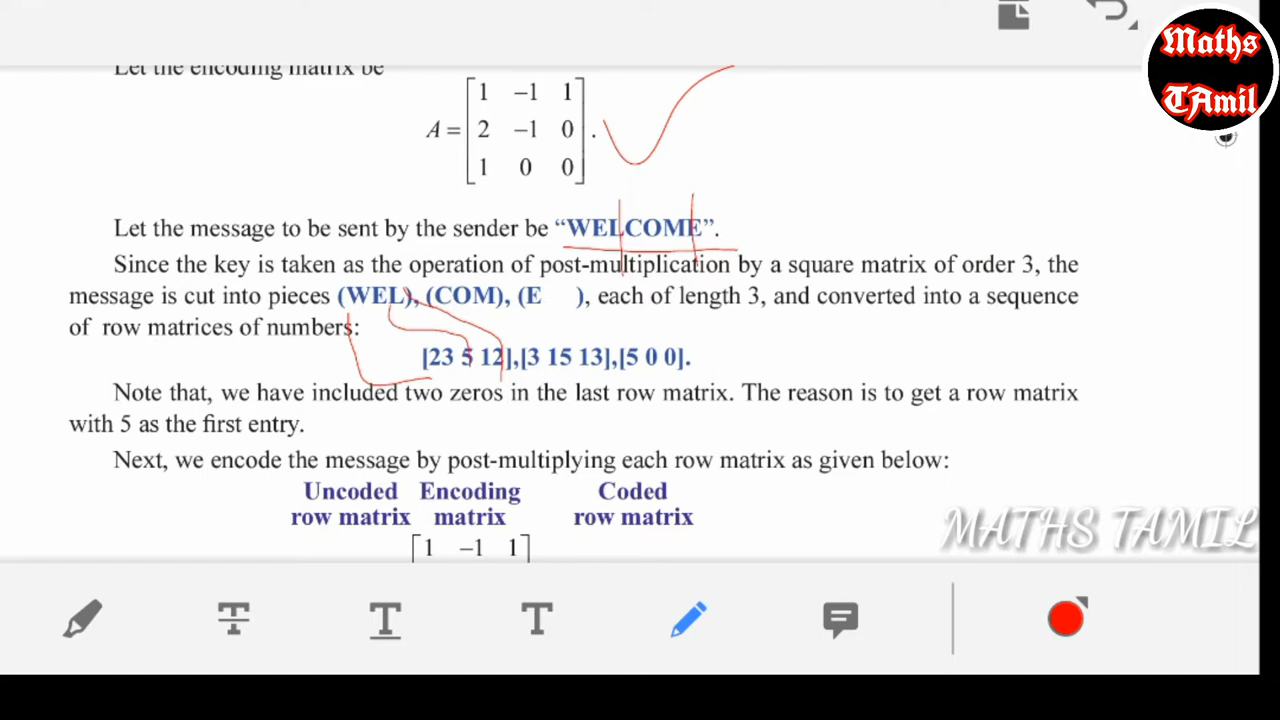 Maths
TAmil
Let the encoding matrix be
A = [1 −1 1
2 −1 0
1 0 0].
Let the message to be sent by the sender be “WELCOME”.
Since the key is taken as the operation of post-multiplication by a square matrix of order 3, the
message is cut into pieces (WEL), (COM), (E ), each of length 3, and converted into a sequence
of row matrices of numbers:
[23 5 12],[3 15 13],[5 0 0].
Note that, we have included two zeros in the last row matrix. The reason is to get a row matrix
with 5 as the first entry.
Next, we encode the message by post-multiplying each row matrix as given below:
Uncoded Encoding Coded
row matrix matrix row matrix
[1 −1 1]
MATHS TAMIL
T T T